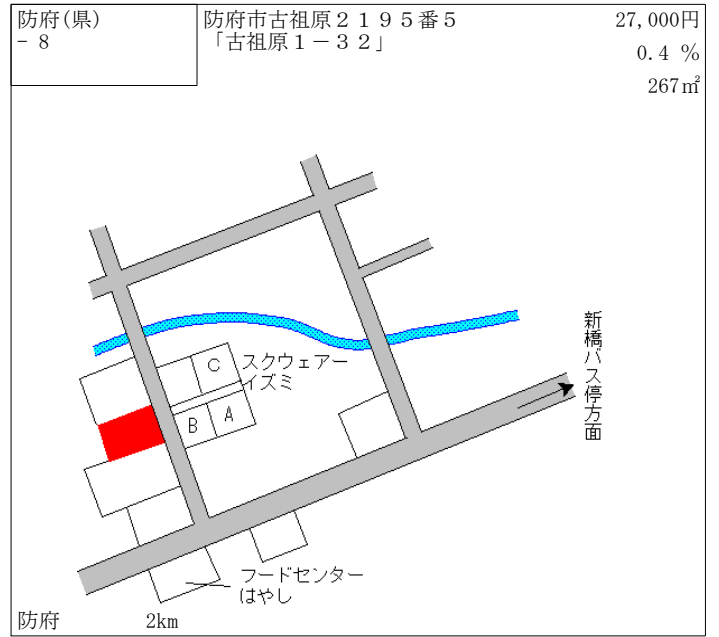 防府(県)
－８
防府市古祖原２１９５番５
「古祖原１－３２」
27,000円
0.4 %
267㎡
新橋バス停方面
スクウェアー
イズミ
C
B
A
フードセンター
はやし
防府 2km